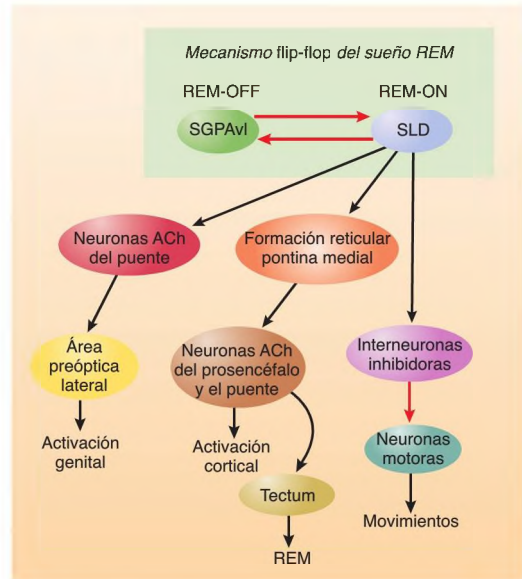 Mecanismo flip-flop del sueño REM
REM-OFF
REM-ON
SGPAvl
SLD
Neuronas ACh
del puente
Formación reticular
pontina medial
Área
preóptica
lateral
Neuronas ACh
del prosencéfalo
y el puente
Interneuronas
inhibidoras
Activación
genital
Activación
cortical
Neuronas
motoras
Tectum
Movimientos
REM